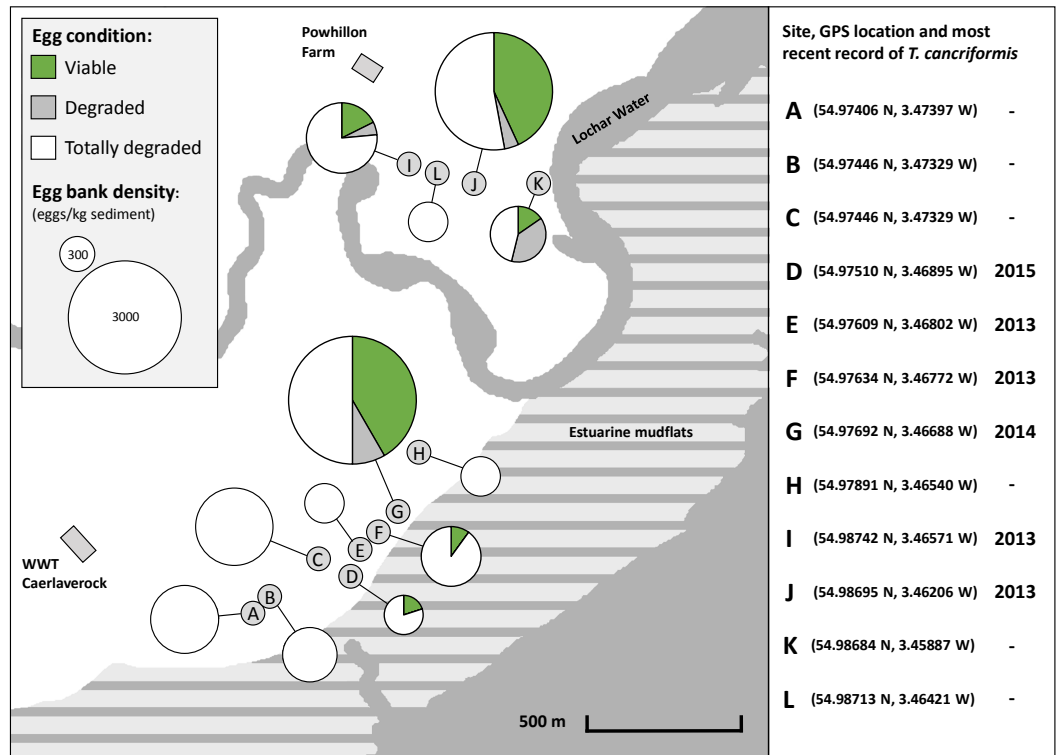 Egg condition:
Viable
Degraded
Totally degraded
Egg bank density:
(eggs/kg sediment)
300
3000
Powhillon
Farm
Lochar Water
I
L
J
K
Estuarine mudflats
H
G
F
E
C
D
B
A
WWT
Caerlaverock
500 m
Site, GPS location and most
recent record of T. cancriformis
A (54.97406 N, 3.47397 W) -
B (54.97446 N, 3.47329 W) -
C (54.97446 N, 3.47329 W) -
D (54.97510 N, 3.46895 W) 2015
E (54.97609 N, 3.46802 W) 2013
F (54.97634 N, 3.46772 W) 2013
G (54.97692 N, 3.46688 W) 2014
H (54.97891 N, 3.46540 W) -
I (54.98742 N, 3.46571 W) 2013
J (54.98695 N, 3.46206 W) 2013
K (54.98684 N, 3.45887 W) -
L (54.98713 N, 3.46421 W) -